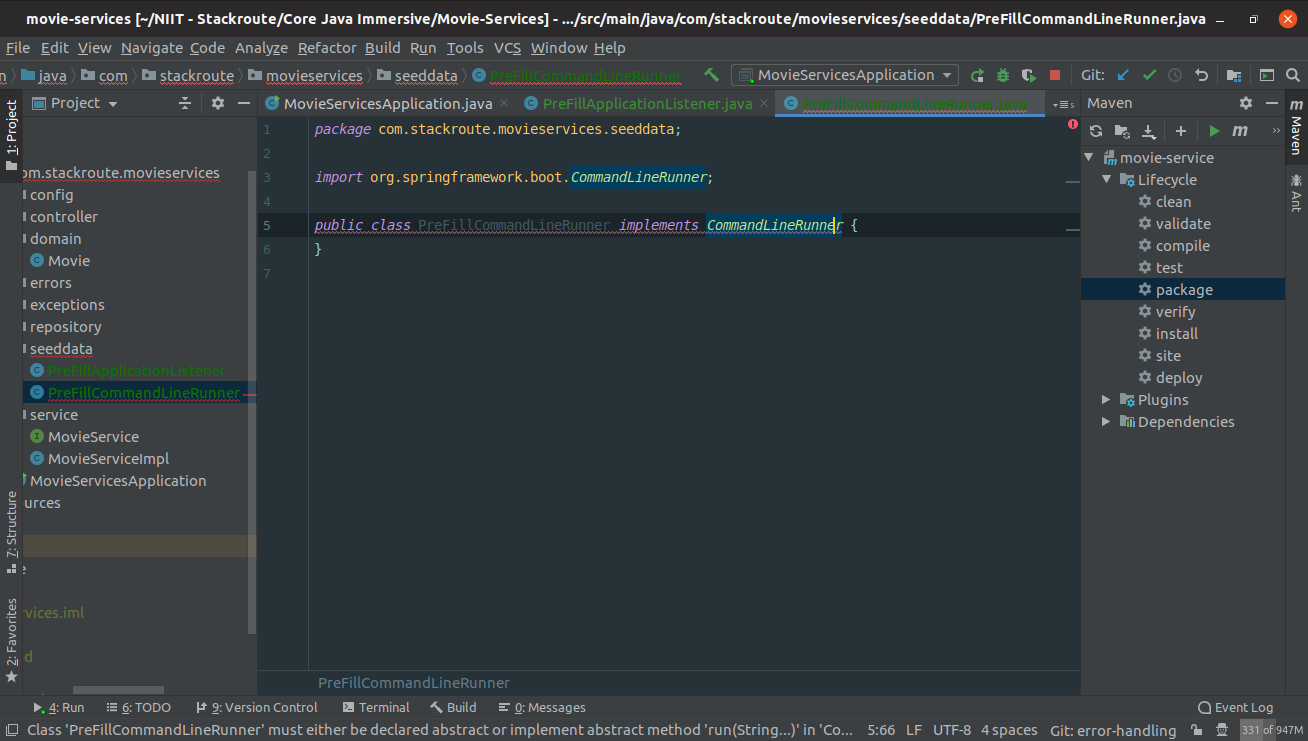 movie-services [~/NIIT - Stackroute/Core Java Immersive/Movie-Services] - .../src/main/java/com/stackroute/movieservices/seeddata/PreFillCommandLineRunner.java
File Edit View Navigate Code Analyze Refactor Build Run Tools VCS Window Help
n java com stackroute movieservices seeddata PreFillCommandLineRunner MovieServicesApplication Git:
1: Project
Project
MovieServicesApplication.java
PreFillApplicationListener.java
PreFillCommandLineRunner.java
om.stackroute.movieservices
config
controller
domain
Movie
errors
exceptions
repository
seeddata
PreFillApplicationListener
PreFillCommandLineRunner
service
MovieService
MovieServiceImpl
MovieServicesApplication
urces
e
vices.iml
d
7: Structure
2: Favorites
1 package com.stackroute.movieservices.seeddata;
2
3 import org.springframework.boot.CommandLineRunner;
4
5 public class PreFillCommandLineRunner implements CommandLineRunner {
6 }
7
PreFillCommandLineRunner
Maven
m
movie-service
Lifecycle
clean
validate
compile
test
package
verify
install
site
deploy
Plugins
Dependencies
m Maven
Ant
4: Run 6: TODO 9: Version Control Terminal Build 0: Messages Event Log
Class 'PreFillCommandLineRunner' must either be declared abstract or implement abstract method 'run(String...)' in 'Co... 5:66 LF UTF-8 4 spaces Git: error-handling 331 of 947M